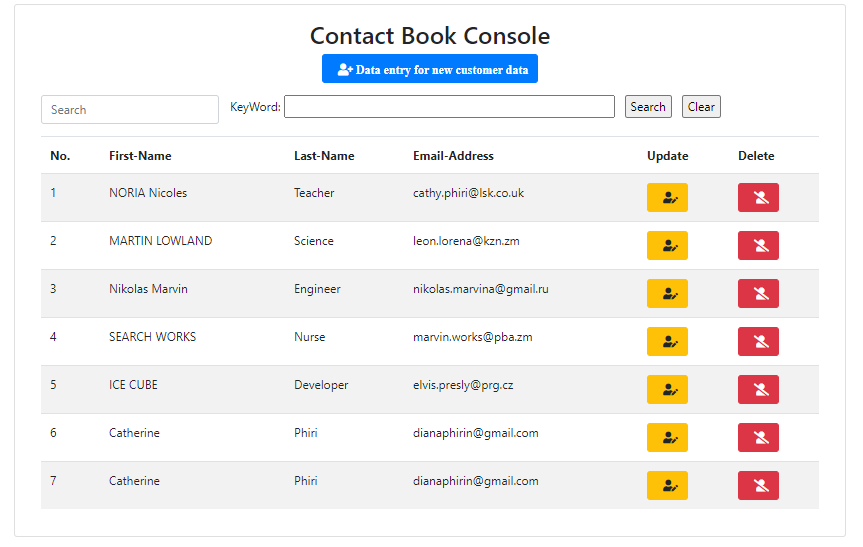 Contact Book Console
Data entry for new customer data
Search KeyWord: Search Clear
No. First-Name Last-Name Email-Address Update Delete
1 NORIA Nicoles Teacher cathy.phiri@lsk.co.uk
2 MARTIN LOWLAND Science leon.lorena@kzn.zm
3 Nikolas Marvin Engineer nikolas.marvina@gmail.ru
4 SEARCH WORKS Nurse marvin.works@pba.zm
5 ICE CUBE Developer elvis.presly@prg.cz
6 Catherine Phiri dianaphirin@gmail.com
7 Catherine Phiri dianaphirin@gmail.com